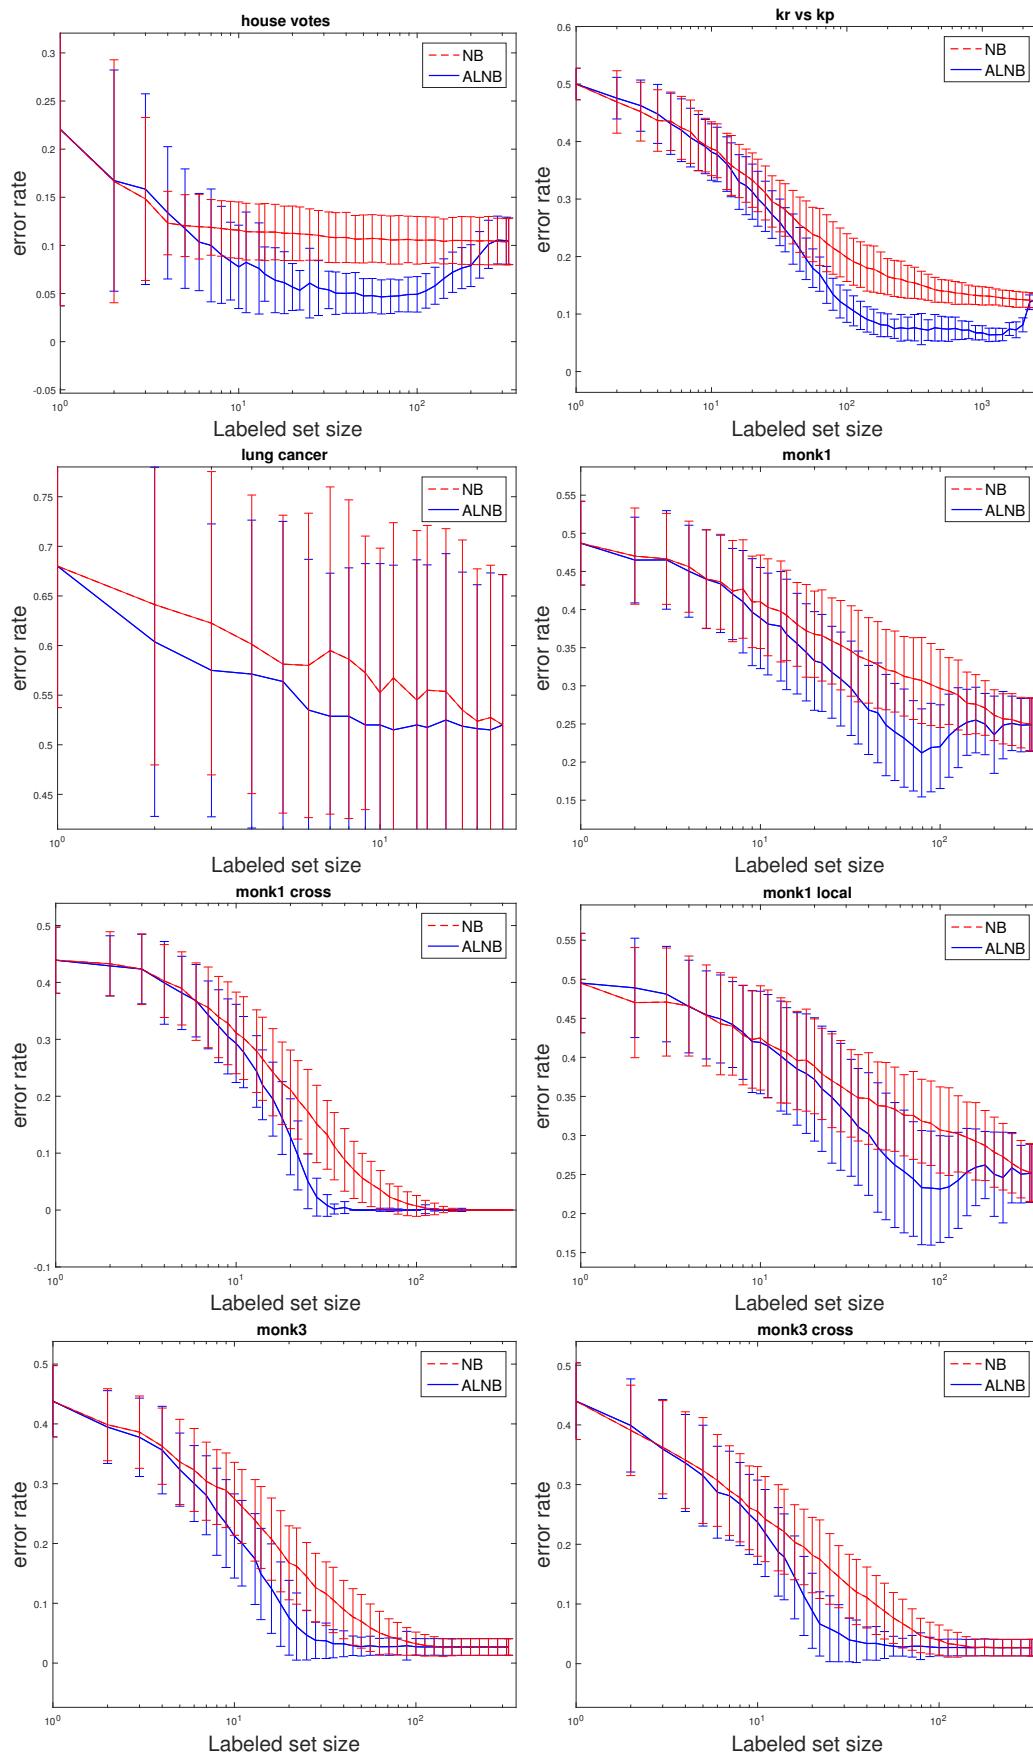 house votes
NB
ALNB
0.3
0.25
0.2
0.15
0.1
0.05
0
-0.05
error rate
10^0
10^1
10^2
Labeled set size
kr vs kp
NB
ALNB
0.6
0.5
0.4
0.3
0.2
0.1
0
error rate
10^0
10^1
10^2
10^3
Labeled set size
lung cancer
NB
ALNB
0.75
0.7
0.65
0.6
0.55
0.5
0.45
error rate
10^0
10^1
Labeled set size
monk1
NB
ALNB
0.55
0.5
0.45
0.4
0.35
0.3
0.25
0.2
0.15
error rate
10^0
10^1
10^2
Labeled set size
monk1 cross
NB
ALNB
0.5
0.4
0.3
0.2
0.1
0
-0.1
error rate
10^0
10^1
10^2
Labeled set size
monk1 local
NB
ALNB
0.55
0.5
0.45
0.4
0.35
0.3
0.25
0.2
0.15
error rate
10^0
10^1
10^2
Labeled set size
monk3
NB
ALNB
0.5
0.4
0.3
0.2
0.1
0
error rate
10^0
10^1
10^2
Labeled set size
monk3 cross
NB
ALNB
0.5
0.4
0.3
0.2
0.1
0
error rate
10^0
10^1
10^2
Labeled set size